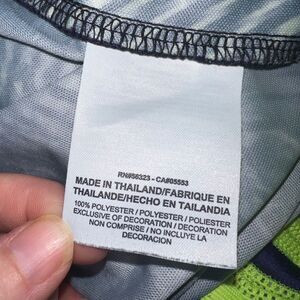 RN#56323 - CA#05553
MADE IN THAILAND/FABRIQUE EN
THAILANDE/HECHO EN TAILANDIA
100% POLYESTER / POLYESTER / POLIESTER
EXCLUSIVE OF DECORATION / DECORATION
NON COMPRISE / NO INCLUYE LA
DECORACION